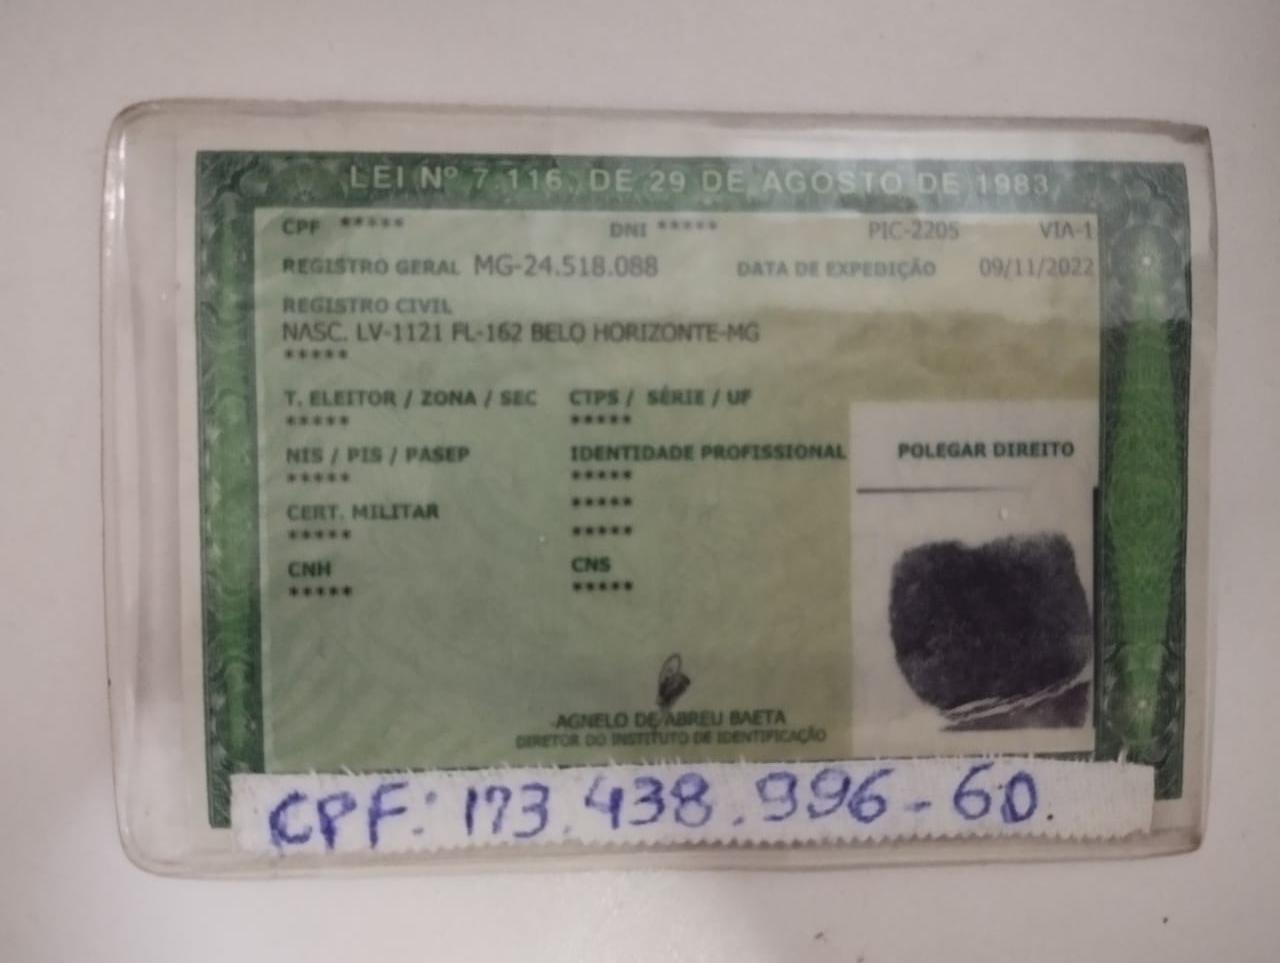 LEI Nº 7.116, DE 29 DE AGOSTO DE 1983
CPF ***** DNI ***** PIC-2205 VIA-1
REGISTRO GERAL MG-24.518.088 DATA DE EXPEDIÇÃO 09/11/2022
REGISTRO CIVIL
NASC. LV-1121 FL-162 BELO HORIZONTE-MG
*****
T. ELEITOR / ZONA / SEC CTPS / SÉRIE / UF
***** *****
NIS / PIS / PASEP IDENTIDADE PROFISSIONAL POLEGAR DIREITO
***** *****
*****
CERT. MILITAR
***** *****
CNH CNS
***** *****
AGNELO DE ABREU BAETA
DIRETOR DO INSTITUTO DE IDENTIFICAÇÃO
CPF: 173.438.996-60.